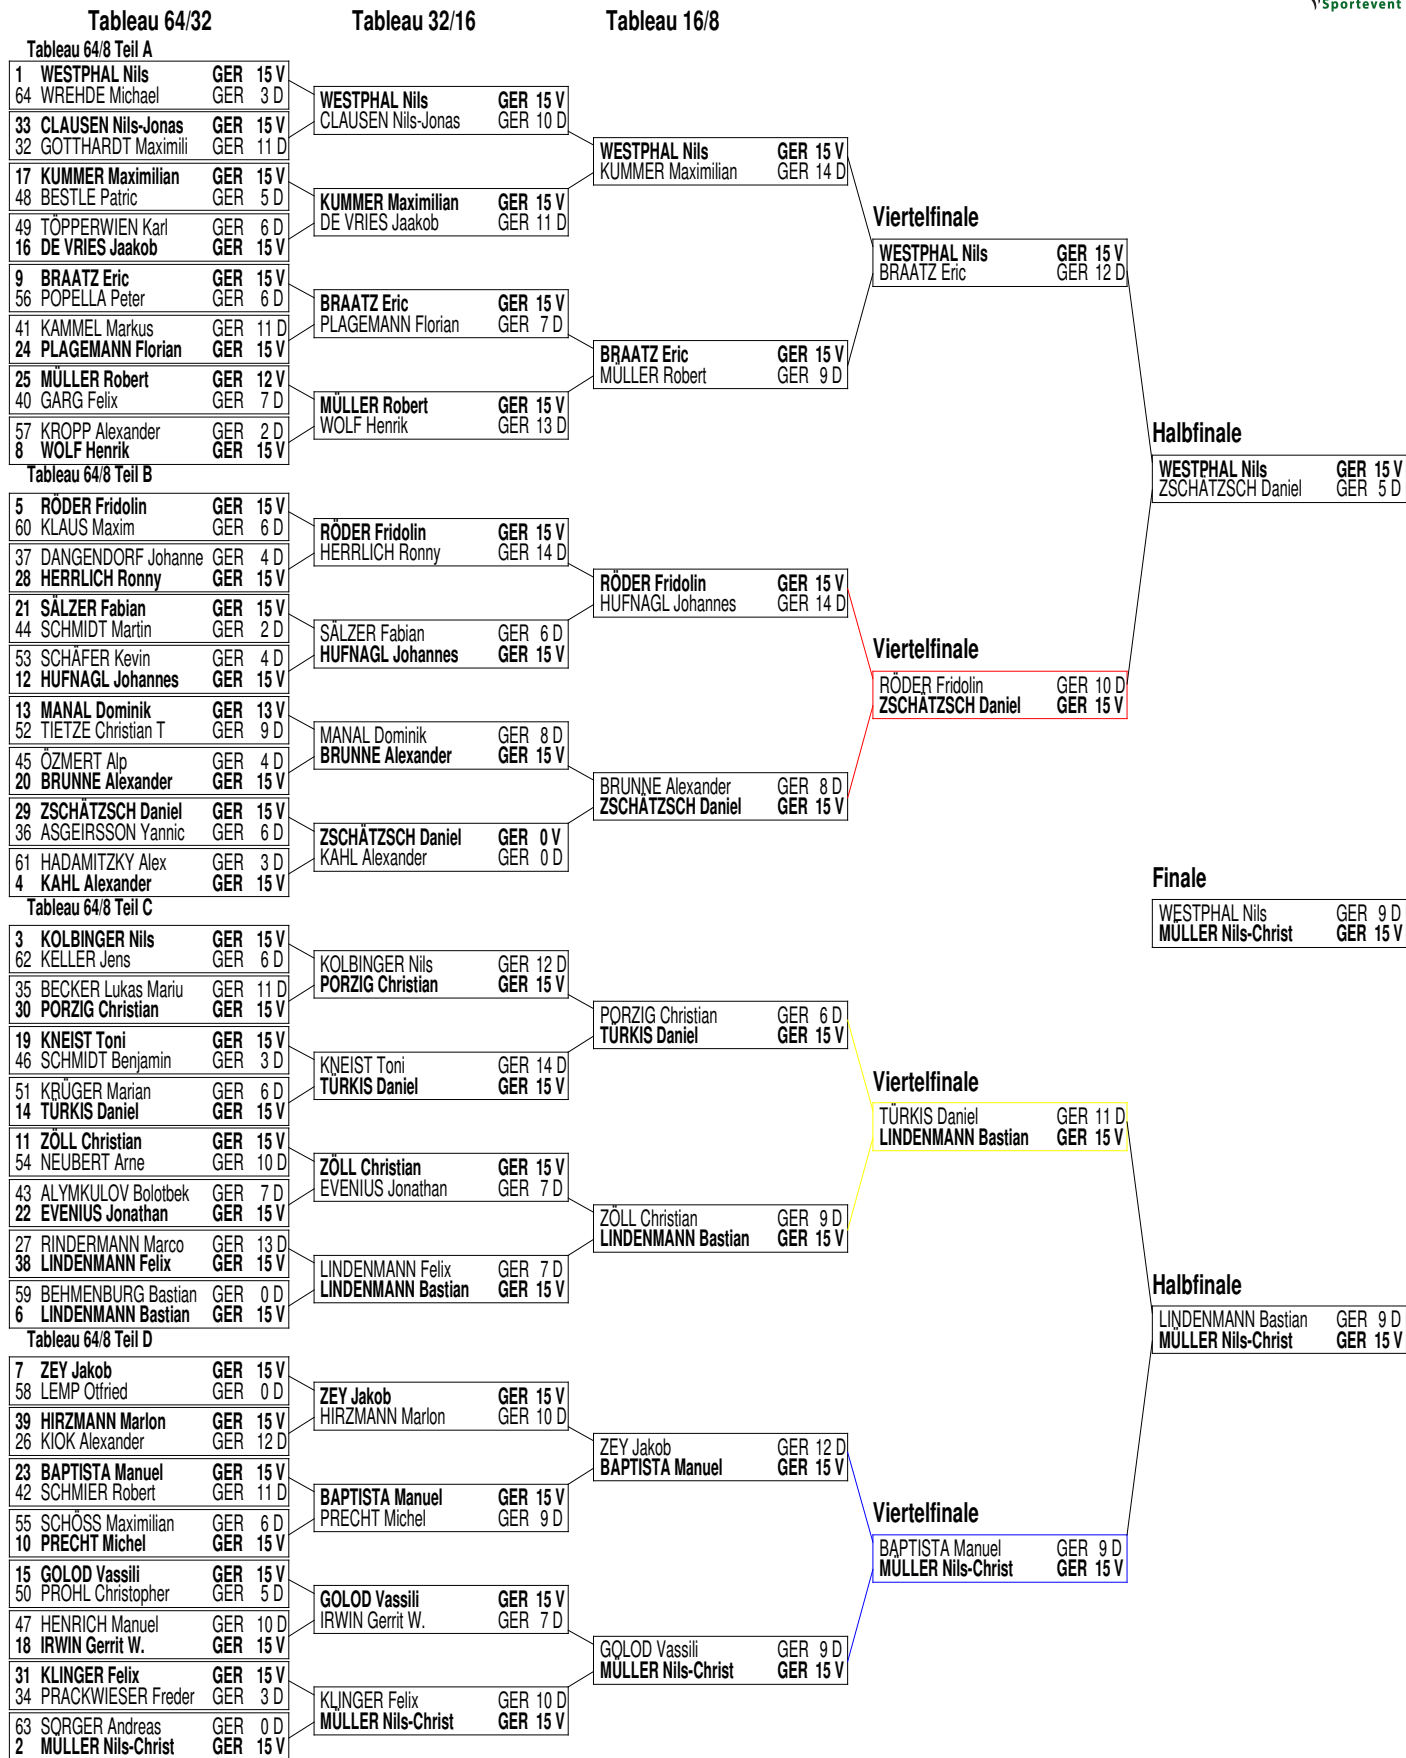 Sportevent
Tableau 64/32 Tableau 32/16 Tableau 16/8
Tableau 64/8 Teil A
1 WESTPHAL Nils GER 15 V
64 WREHDE Michael GER 3 D
33 CLAUSEN Nils-Jonas GER 15 V
32 GOTTHARDT Maximili GER 11 D
17 KUMMER Maximilian GER 15 V
48 BESTLE Patric GER 5 D
49 TÖPPERWIEN Karl GER 6 D
16 DE VRIES Jaakob GER 15 V
9 BRAATZ Eric GER 15 V
56 POPELLA Peter GER 6 D
41 KAMMEL Markus GER 11 D
24 PLAGEMANN Florian GER 15 V
25 MÜLLER Robert GER 12 V
40 GARG Felix GER 7 D
57 KROPP Alexander GER 2 D
8 WOLF Henrik GER 15 V
Tableau 64/8 Teil B
5 RÖDER Fridolin GER 15 V
60 KLAUS Maxim GER 6 D
37 DANGENDORF Johanne GER 4 D
28 HERRLICH Ronny GER 15 V
21 SÄLZER Fabian GER 15 V
44 SCHMIDT Martin GER 2 D
53 SCHÄFER Kevin GER 4 D
12 HUFNAGL Johannes GER 15 V
13 MANAL Dominik GER 13 V
52 TIETZE Christian T GER 9 D
45 ÖZMERT Alp GER 4 D
20 BRUNNE Alexander GER 15 V
29 ZSCHÄTZSCH Daniel GER 15 V
36 ASGEIRSSON Yannic GER 6 D
61 HADAMITZKY Alex GER 3 D
4 KAHL Alexander GER 15 V
Tableau 64/8 Teil C
3 KOLBINGER Nils GER 15 V
62 KELLER Jens GER 6 D
35 BECKER Lukas Mariu GER 11 D
30 PORZIG Christian GER 15 V
19 KNEIST Toni GER 15 V
46 SCHMIDT Benjamin GER 3 D
51 KRÜGER Marian GER 6 D
14 TÜRKIS Daniel GER 15 V
11 ZÖLL Christian GER 15 V
54 NEUBERT Arne GER 10 D
43 ALYMKULOV Bolotbek GER 7 D
22 EVENIUS Jonathan GER 15 V
27 RINDERMANN Marco GER 13 D
38 LINDENMANN Felix GER 15 V
59 BEHMENBURG Bastian GER 0 D
6 LINDENMANN Bastian GER 15 V
Tableau 64/8 Teil D
7 ZEY Jakob GER 15 V
58 LEMP Otfried GER 0 D
39 HIRZMANN Marlon GER 15 V
26 KIOK Alexander GER 12 D
23 BAPTISTA Manuel GER 15 V
42 SCHMIER Robert GER 11 D
55 SCHÖSS Maximilian GER 6 D
10 PRECHT Michel GER 15 V
15 GOLOD Vassili GER 15 V
50 PROHL Christopher GER 5 D
47 HENRICH Manuel GER 10 D
18 IRWIN Gerrit W. GER 15 V
31 KLINGER Felix GER 15 V
34 PRACKWIESER Freder GER 3 D
63 SORGER Andreas GER 0 D
2 MÜLLER Nils-Christ GER 15 V
WESTPHAL Nils GER 15 V
CLAUSEN Nils-Jonas GER 10 D
KUMMER Maximilian GER 15 V
DE VRIES Jaakob GER 11 D
BRAATZ Eric GER 15 V
PLAGEMANN Florian GER 7 D
MÜLLER Robert GER 15 V
WOLF Henrik GER 13 D
RÖDER Fridolin GER 15 V
HERRLICH Ronny GER 14 D
SÄLZER Fabian GER 6 D
HUFNAGL Johannes GER 15 V
MANAL Dominik GER 8 D
BRUNNE Alexander GER 15 V
ZSCHÄTZSCH Daniel GER 0 V
KAHL Alexander GER 0 D
KOLBINGER Nils GER 12 D
PORZIG Christian GER 15 V
KNEIST Toni GER 14 D
TÜRKIS Daniel GER 15 V
ZÖLL Christian GER 15 V
EVENIUS Jonathan GER 7 D
LINDENMANN Felix GER 7 D
LINDENMANN Bastian GER 15 V
ZEY Jakob GER 15 V
HIRZMANN Marlon GER 10 D
BAPTISTA Manuel GER 15 V
PRECHT Michel GER 9 D
GOLOD Vassili GER 15 V
IRWIN Gerrit W. GER 7 D
KLINGER Felix GER 10 D
MÜLLER Nils-Christ GER 15 V
WESTPHAL Nils GER 15 V
KUMMER Maximilian GER 14 D
BRAATZ Eric GER 15 V
MÜLLER Robert GER 9 D
RÖDER Fridolin GER 15 V
HUFNAGL Johannes GER 14 D
BRUNNE Alexander GER 8 D
ZSCHÄTZSCH Daniel GER 15 V
PORZIG Christian GER 6 D
TÜRKIS Daniel GER 15 V
ZÖLL Christian GER 9 D
LINDENMANN Bastian GER 15 V
ZEY Jakob GER 12 D
BAPTISTA Manuel GER 15 V
GOLOD Vassili GER 9 D
MÜLLER Nils-Christ GER 15 V
Viertelfinale
WESTPHAL Nils GER 15 V
BRAATZ Eric GER 12 D
Viertelfinale
RÖDER Fridolin GER 10 D
ZSCHÄTZSCH Daniel GER 15 V
Viertelfinale
TÜRKIS Daniel GER 11 D
LINDENMANN Bastian GER 15 V
Viertelfinale
BAPTISTA Manuel GER 9 D
MÜLLER Nils-Christ GER 15 V
Halbfinale
WESTPHAL Nils GER 15 V
ZSCHÄTZSCH Daniel GER 5 D
Finale
WESTPHAL Nils GER 9 D
MÜLLER Nils-Christ GER 15 V
Halbfinale
LINDENMANN Bastian GER 9 D
MÜLLER Nils-Christ GER 15 V